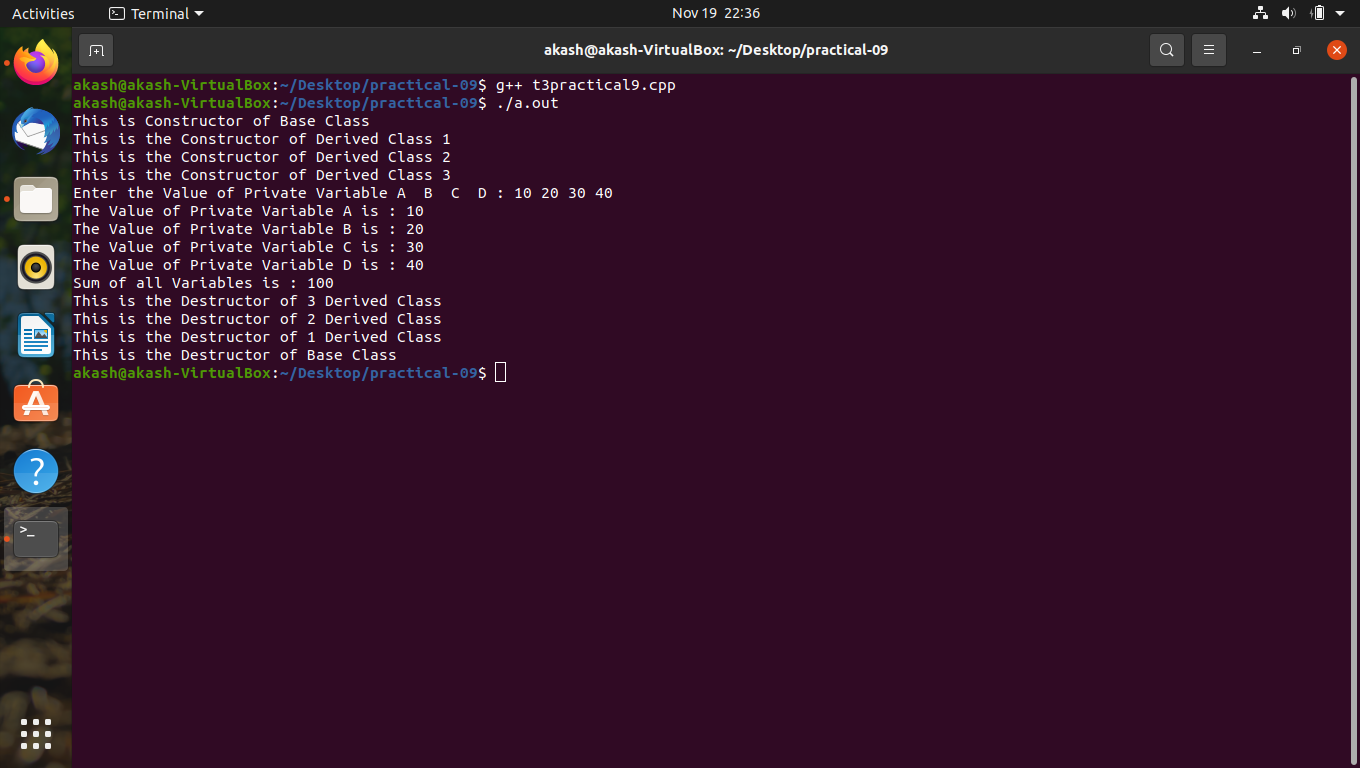 Activities Terminal Nov 19 22:36
akash@akash-VirtualBox: ~/Desktop/practical-09
akash@akash-VirtualBox:~/Desktop/practical-09$ g++ t3practical9.cpp
akash@akash-VirtualBox:~/Desktop/practical-09$ ./a.out
This is Constructor of Base Class
This is the Constructor of Derived Class 1
This is the Constructor of Derived Class 2
This is the Constructor of Derived Class 3
Enter the Value of Private Variable A  B  C  D : 10 20 30 40
The Value of Private Variable A is : 10
The Value of Private Variable B is : 20
The Value of Private Variable C is : 30
The Value of Private Variable D is : 40
Sum of all Variables is : 100
This is the Destructor of 3 Derived Class
This is the Destructor of 2 Derived Class
This is the Destructor of 1 Derived Class
This is the Destructor of Base Class
akash@akash-VirtualBox:~/Desktop/practical-09$